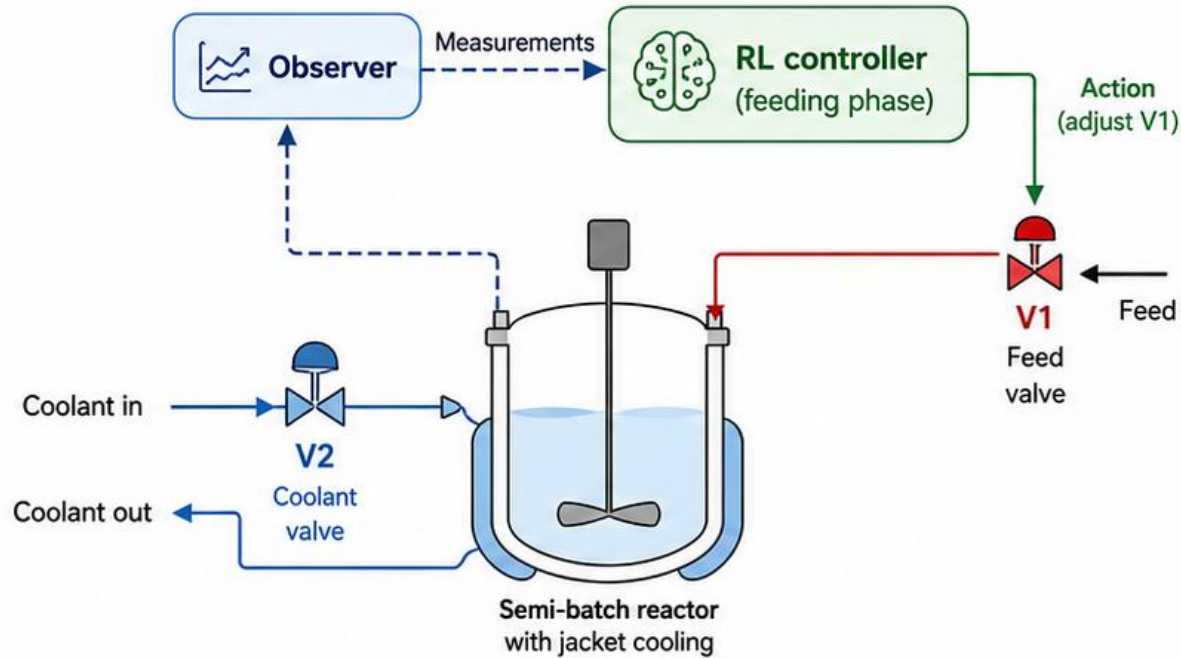 Observer
Measurements
RL controller
(feeding phase)
Action
(adjust V1)
V1
Feed
valve
Feed
Coolant in
V2
Coolant
valve
Coolant out
Semi-batch reactor
with jacket cooling